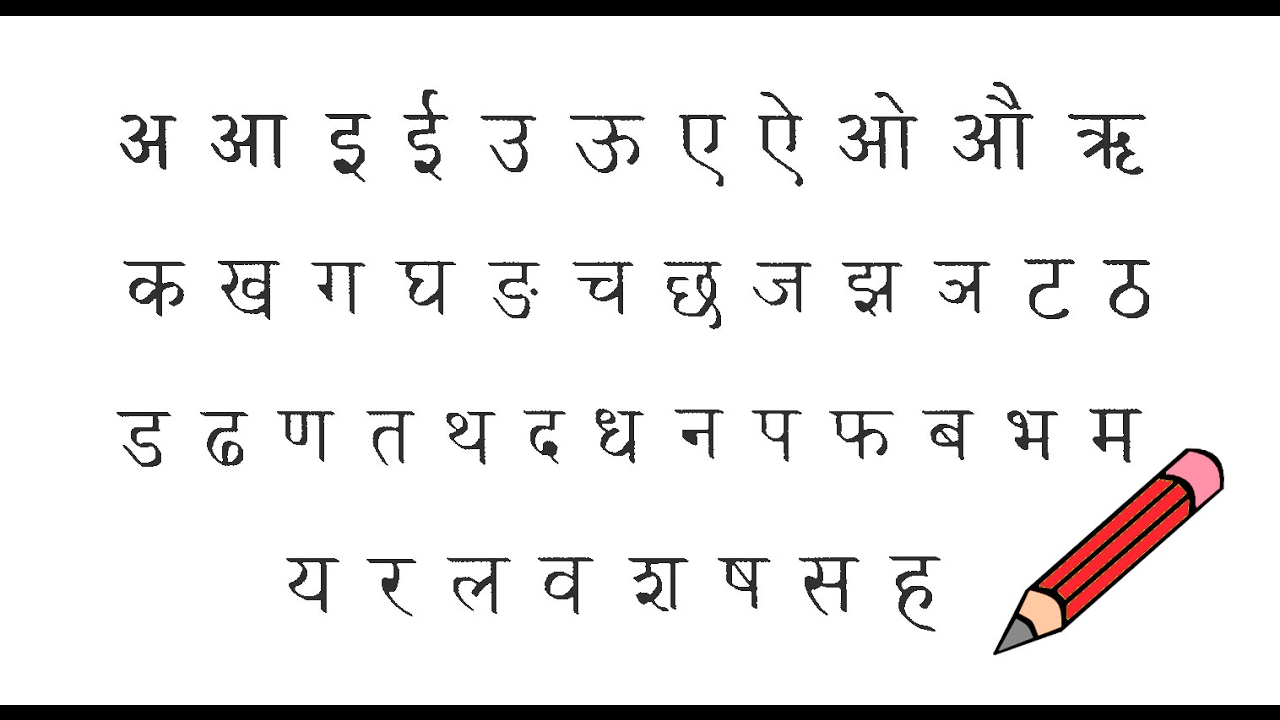 अ आ इ ई उ ऊ ए ऐ ओ औ ऋ
क ख ग घ ङ च छ ज झ ञ ट ठ
ड ढ ण त थ द ध न प फ ब भ म
य र ल व श ष स ह